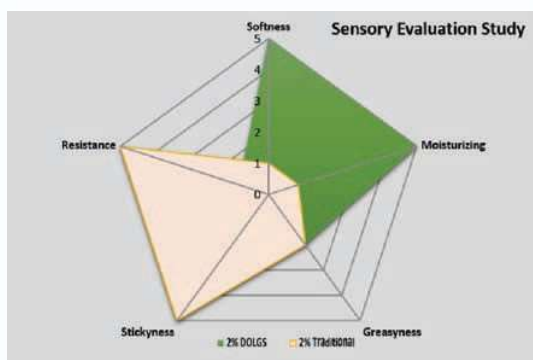 Sensory Evaluation Study
Softness
5
4
3
2
1
0
Moisturizing
Resistance
Stickyness
Greasyness
2% DOLGS
2% Traditional